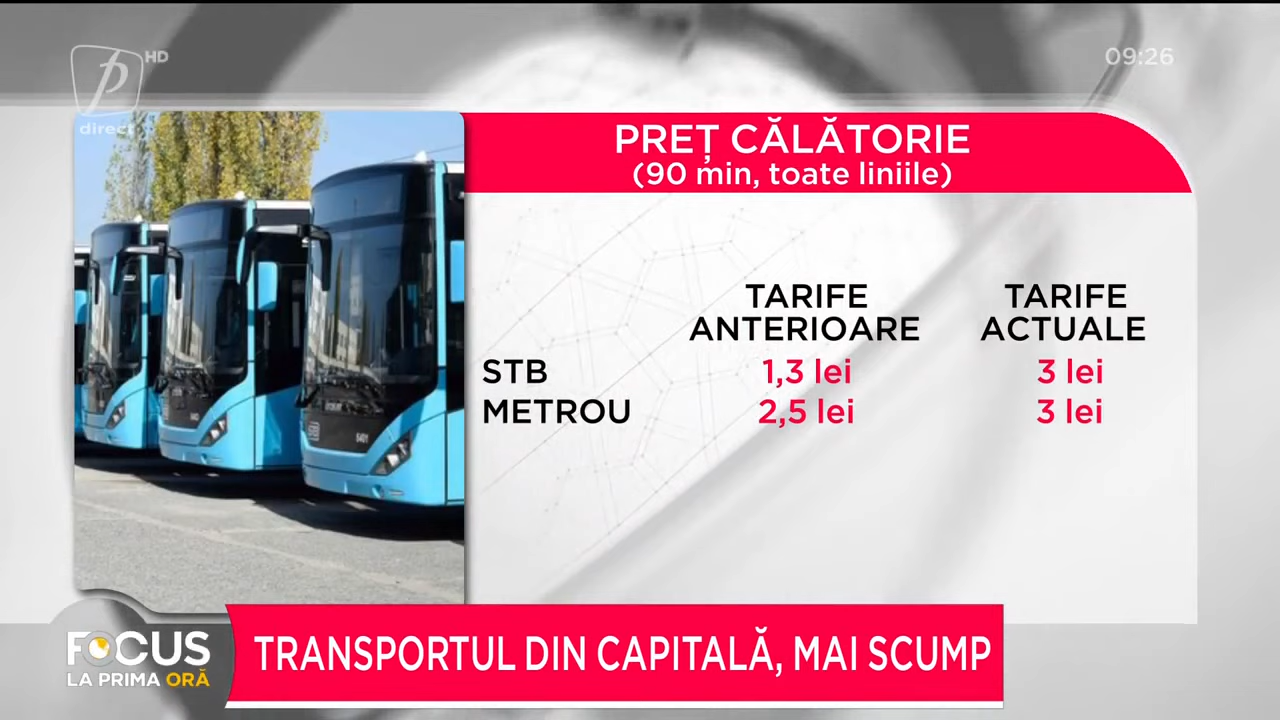 HD
direct
09:26
PREȚ CĂLĂTORIE
(90 min, toate liniile)
TARIFE ANTERIOARE
TARIFE ACTUALE
STB 1,3 lei 3 lei
METROU 2,5 lei 3 lei
FOCUS
LA PRIMA ORĂ
TRANSPORTUL DIN CAPITALĂ, MAI SCUMP